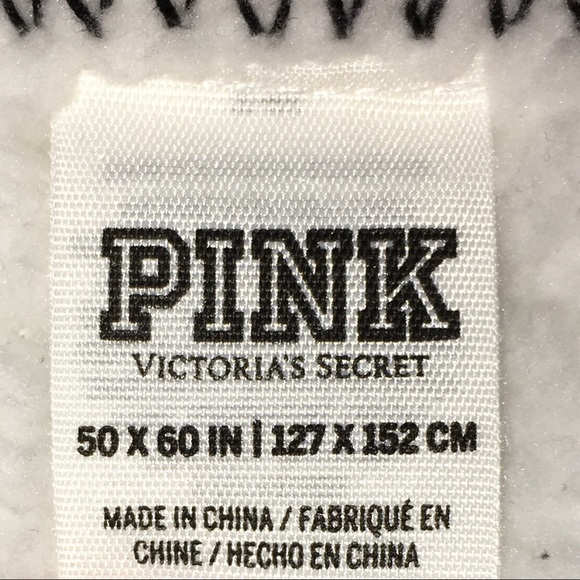 PINK
VICTORIA'S SECRET
50 X 60 IN | 127 X 152 CM
MADE IN CHINA / FABRIQUÉ EN
CHINE / HECHO EN CHINA